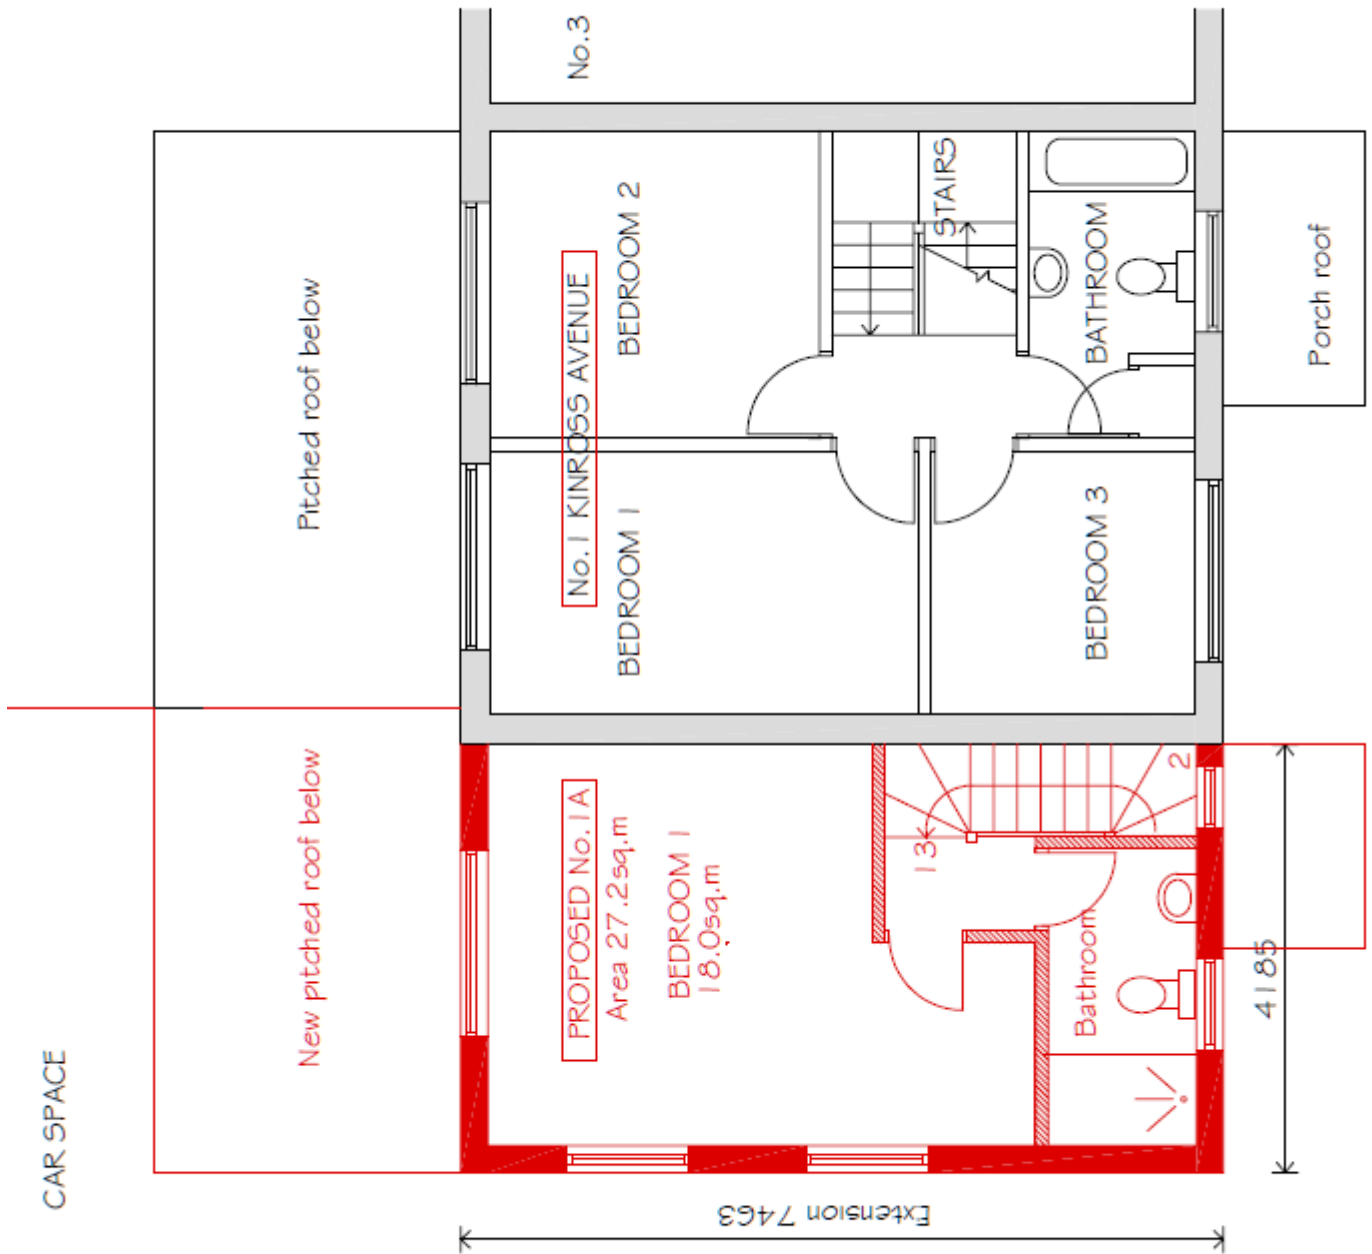 CAR SPACE
New pitched roof below
Pitched roof below
PROPOSED No.1A
Area 27.2sq.m
BEDROOM 1
18.0sq.m
No.1 KINROSS AVENUE
BEDROOM 1
BEDROOM 2
No.3
STAIRS
BATHROOM
BEDROOM 3
13
2
Bathroom
Porch roof
4185
Extension 7463